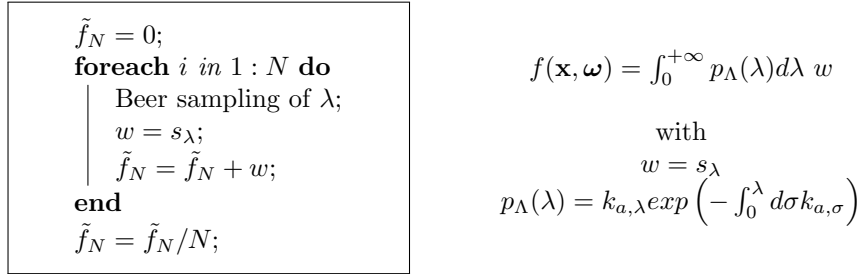 f̃_N = 0;
foreach i in 1 : N do
Beer sampling of λ;
w = s_λ;
f̃_N = f̃_N + w;
end
f̃_N = f̃_N/N;
f(x, ω) = ∫_0^{+∞} p_Λ(λ)dλ w
with
w = s_λ
p_Λ(λ) = k_{a,λ}exp(−∫_0^λ dσk_{a,σ})